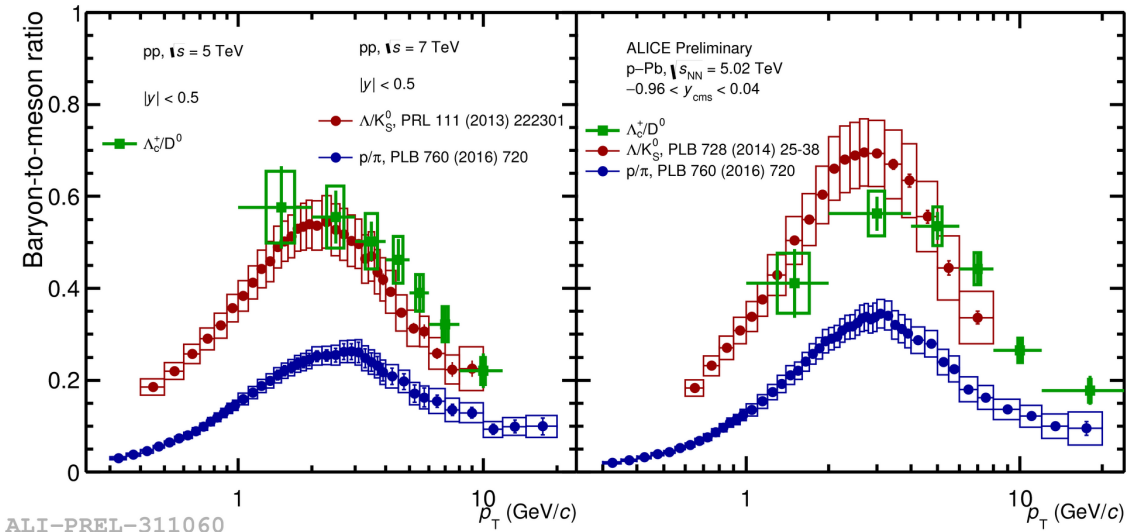 Baryon-to-meson ratio
1
0.8
0.6
0.4
0.2
0
pp, √s = 5 TeV
|y| < 0.5
Λc+/D0
pp, √s = 7 TeV
|y| < 0.5
Λ/K0S, PRL 111 (2013) 222301
p/π, PLB 760 (2016) 720
1
10
pT (GeV/c)
ALICE Preliminary
p−Pb, √sNN = 5.02 TeV
−0.96 < ycms < 0.04
Λc+/D0
Λ/K0S, PLB 728 (2014) 25-38
p/π, PLB 760 (2016) 720
1
10
pT (GeV/c)
ALI-PREL-311060